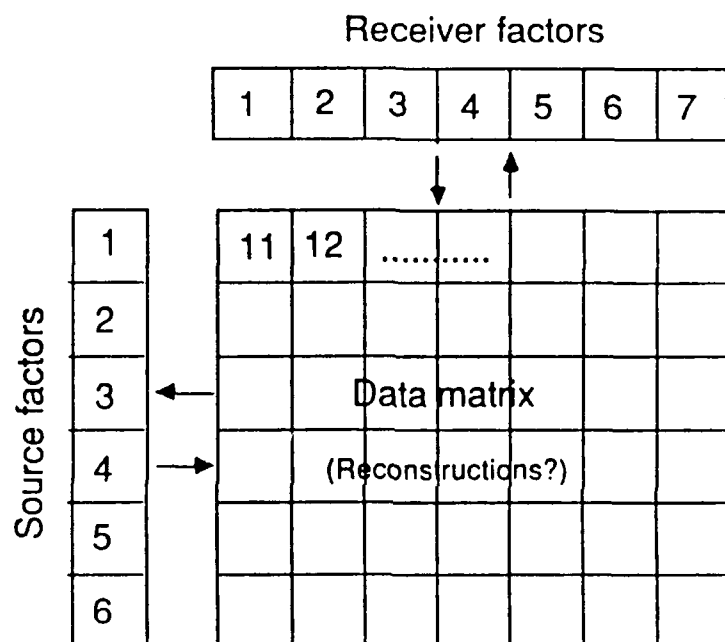 Receiver factors
1 2 3 4 5 6 7
Source factors
1 11 12 ...........
2
3 Data matrix
4 (Reconstructions?)
5
6